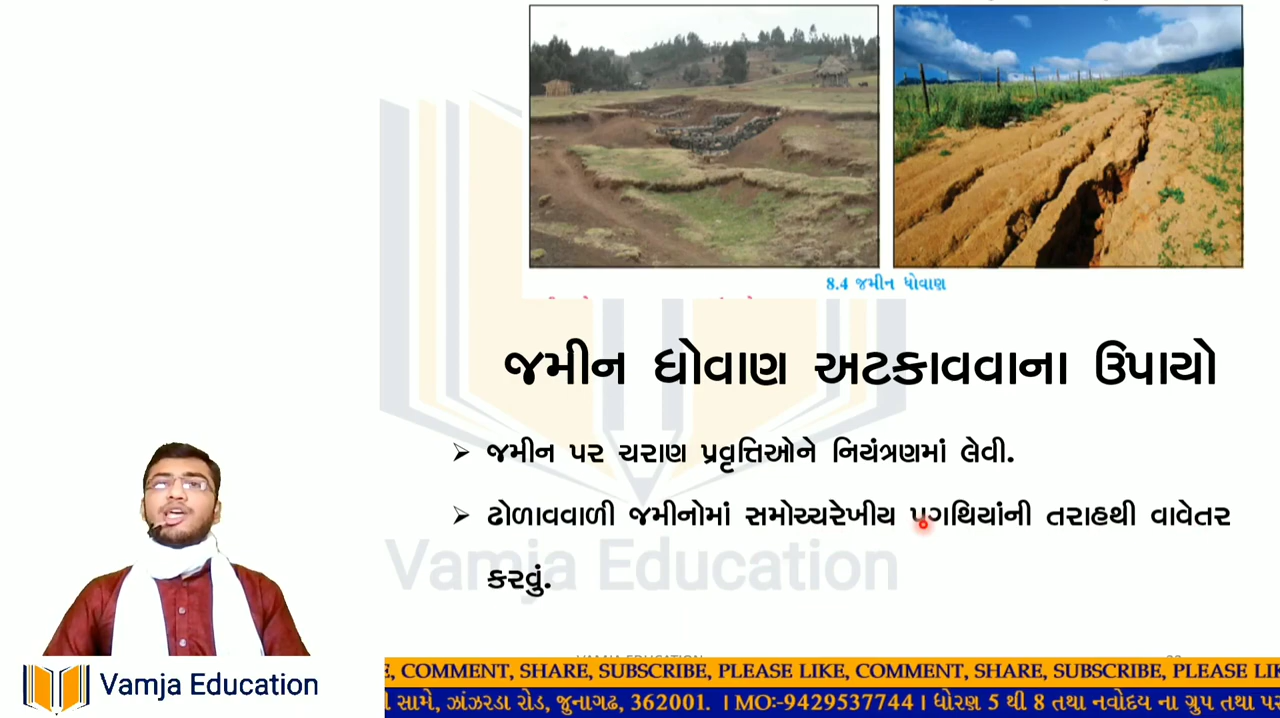 8.4 જમીન ધોવાણ
જમીન ધોવાણ અટકાવવાના ઉપાયો
➢ જમીન પર ચરાણ પ્રવૃત્તિઓને નિયંત્રણમાં લેવી.
➢ ઢોળાવવાળી જમીનોમાં સમોચ્ચરેખીય પગથિયાંની તરાહથી વાવેતર
કરવું.
Vamja Education
Vamja Education
, COMMENT, SHARE, SUBSCRIBE, PLEASE LIKE, COMMENT, SHARE, SUBSCRIBE, PLEASE
સામે, ઝાંઝરડા રોડ, જુનાગઢ, 362001. | MO:-9429537744 | ધોરણ 5 થી 8 તથા નવોદય ના ગ્રુપ તથા